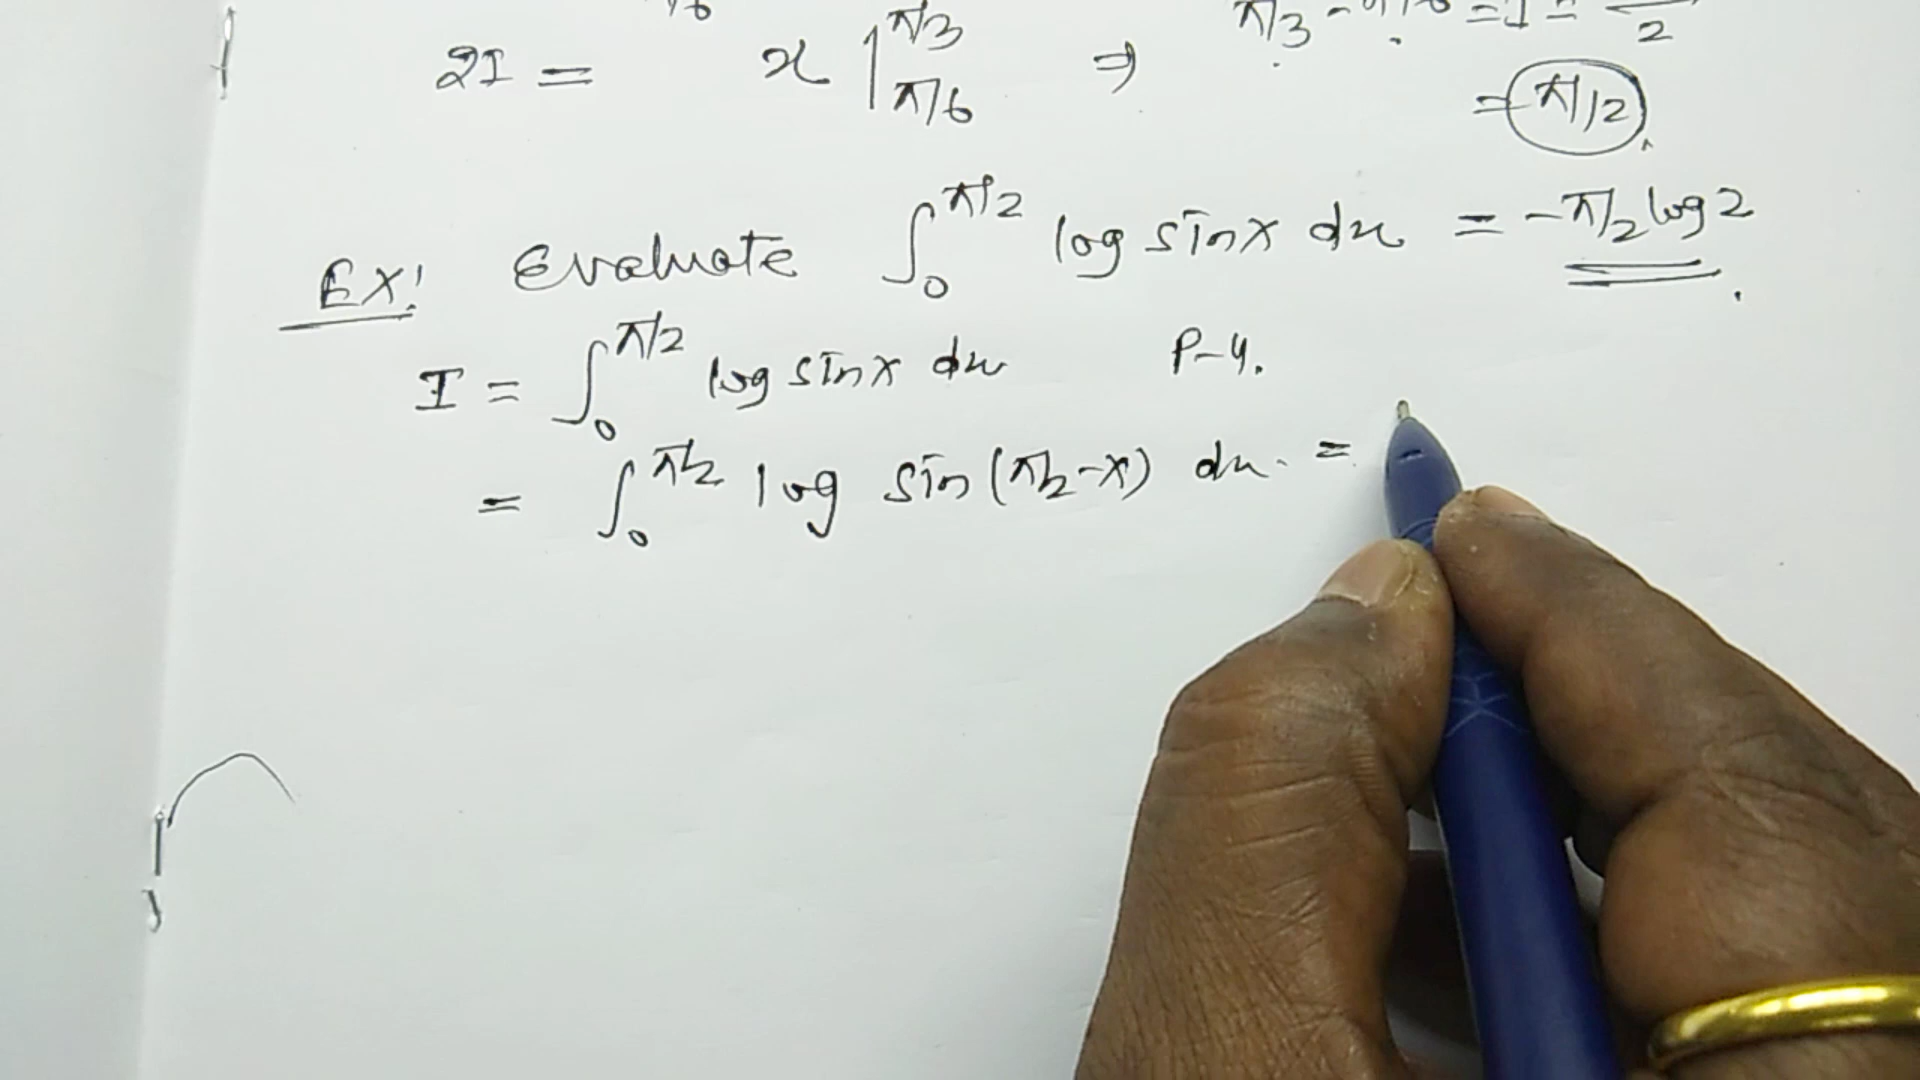 2I = x |π/3 π/6 ⇒ π/3 - π/6 = I = 2
= π/12.
Ex: Evaluate ∫₀^π/2 log sinx dx = -π/2 log2.
I = ∫₀^π/2 log sinx dx P-4.
= ∫₀^π/2 log sin(π/2-x) dx. =